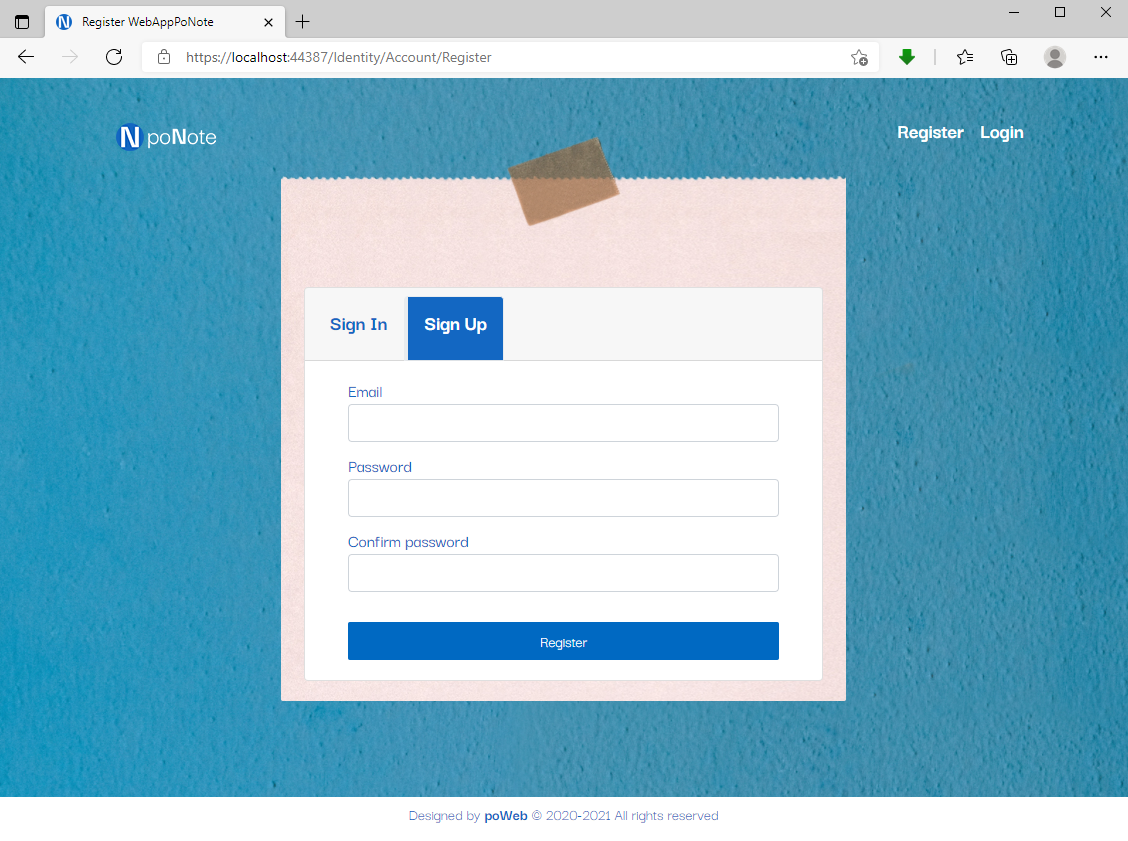 Register WebAppPoNote
https://localhost:44387/Identity/Account/Register
N poNote
Register Login
Sign In Sign Up
Email
Password
Confirm password
Register
Designed by poWeb © 2020-2021 All rights reserved